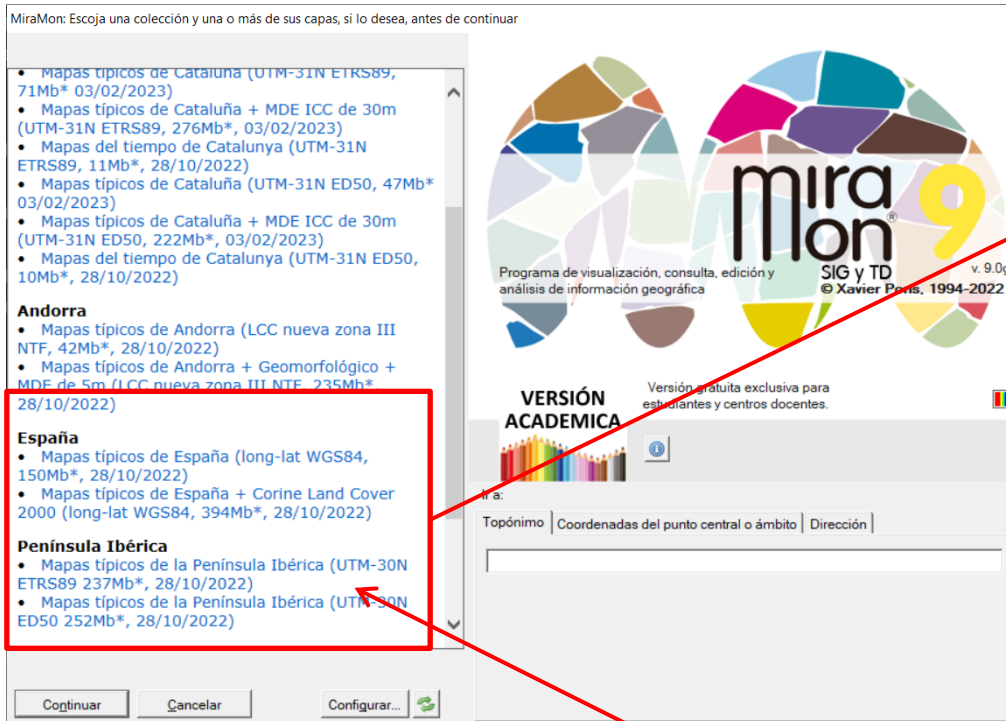 MiraMon: Escoja una colección y una o más de sus capas, si lo desea, antes de continuar
• Mapas típicos de Cataluña (UTM-31N ETRS89,
71Mb* 03/02/2023)
• Mapas típicos de Cataluña + MDE ICC de 30m
(UTM-31N ETRS89, 276Mb*, 03/02/2023)
• Mapas del tiempo de Catalunya (UTM-31N
ETRS89, 11Mb*, 28/10/2022)
• Mapas típicos de Cataluña (UTM-31N ED50, 47Mb*
03/02/2023)
• Mapas típicos de Cataluña + MDE ICC de 30m
(UTM-31N ED50, 222Mb*, 03/02/2023)
• Mapas del tiempo de Catalunya (UTM-31N ED50,
10Mb*, 28/10/2022)
Andorra
• Mapas típicos de Andorra (LCC nueva zona III
NTF, 42Mb*, 28/10/2022)
• Mapas típicos de Andorra + Geomorfológico +
MDE de 5m (LCC nueva zona III NTF, 235Mb*,
28/10/2022)
España
• Mapas típicos de España (long-lat WGS84,
150Mb*, 28/10/2022)
• Mapas típicos de España + Corine Land Cover
2000 (long-lat WGS84, 394Mb*, 28/10/2022)
Península Ibérica
• Mapas típicos de la Península Ibérica (UTM-30N
ETRS89 237Mb*, 28/10/2022)
• Mapas típicos de la Península Ibérica (UTM-30N
ED50 252Mb*, 28/10/2022)
Continuar
Cancelar
Configurar...
mira
mon® 9
Programa de visualización, consulta, edición y
análisis de información geográfica
SIG y TD
v. 9.0g
© Xavier Pons, 1994-2022
VERSIÓN
ACADEMICA
Versión gratuita exclusiva para
estudiantes y centros docentes.
Ir a:
Topónimo
Coordenadas del punto central o ámbito
Dirección